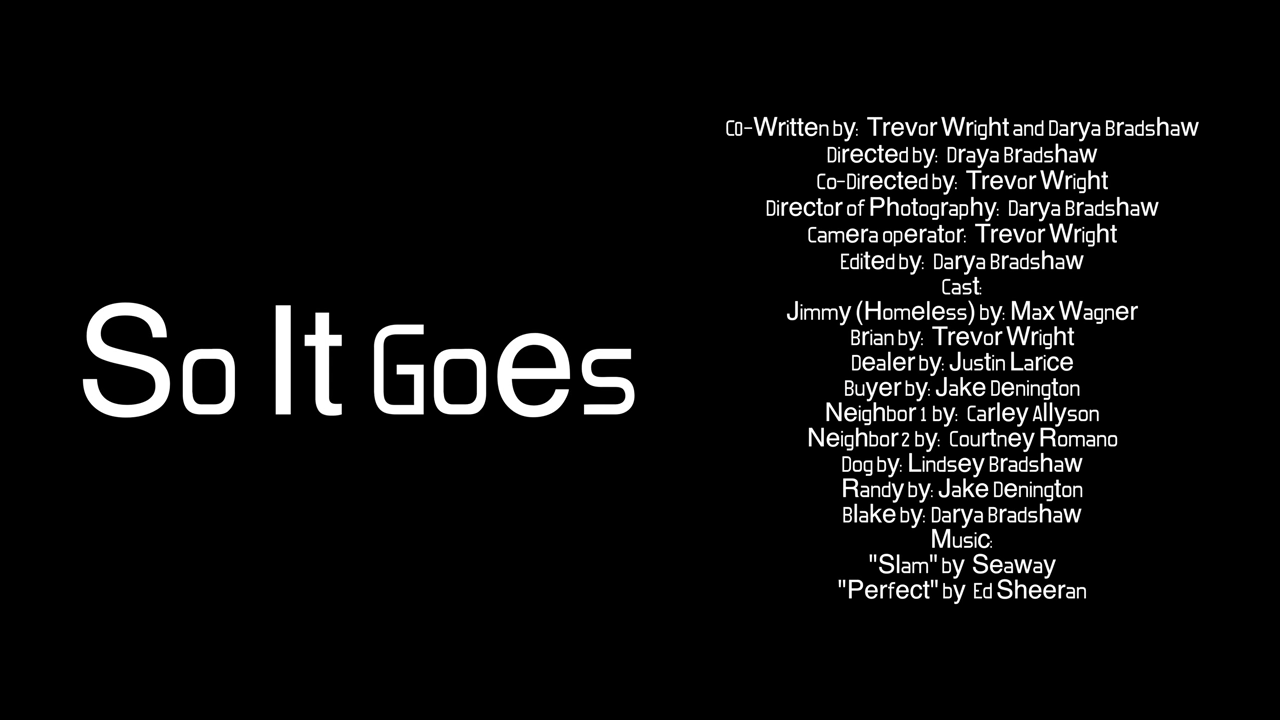 So It Goes
Co-Written by: Trevor Wright and Darya Bradshaw
Directed by: Draya Bradshaw
Co-Directed by: Trevor Wright
Director of Photography: Darya Bradshaw
Camera operator: Trevor Wright
Edited by: Darya Bradshaw
Cast:
Jimmy (Homeless) by: Max Wagner
Brian by: Trevor Wright
Dealer by: Justin Larice
Buyer by: Jake Denington
Neighbor 1 by: Carley Allyson
Neighbor 2 by: Courtney Romano
Dog by: Lindsey Bradshaw
Randy by: Jake Denington
Blake by: Darya Bradshaw
Music:
"Slam" by Seaway
"Perfect" by Ed Sheeran